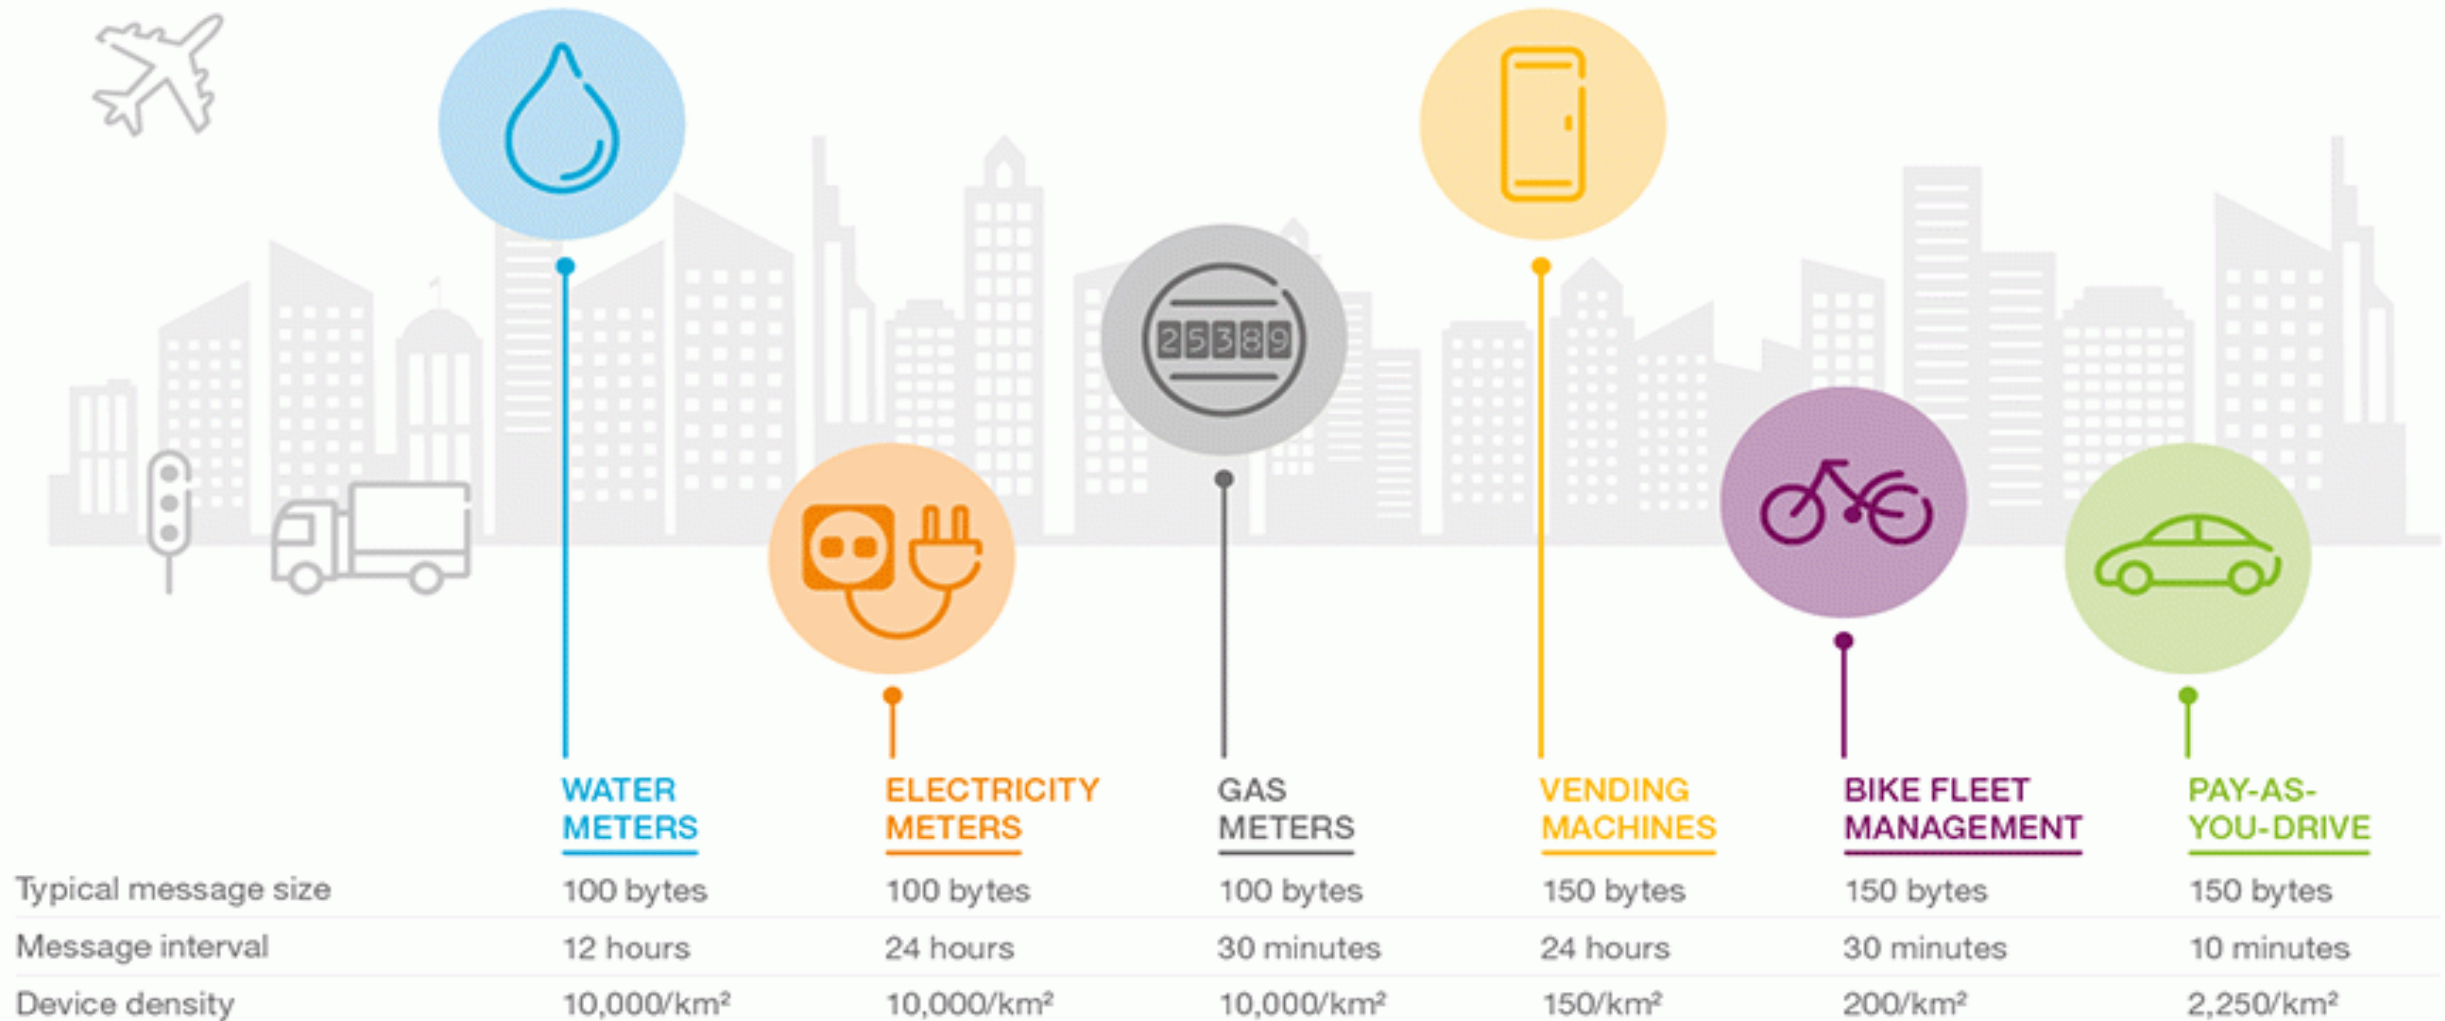 25389
WATER
METERS
ELECTRICITY
METERS
GAS
METERS
VENDING
MACHINES
BIKE FLEET
MANAGEMENT
PAY-AS-
YOU-DRIVE
Typical message size 100 bytes 100 bytes 100 bytes 150 bytes 150 bytes 150 bytes
Message interval 12 hours 24 hours 30 minutes 24 hours 30 minutes 10 minutes
Device density 10,000/km² 10,000/km² 10,000/km² 150/km² 200/km² 2,250/km²